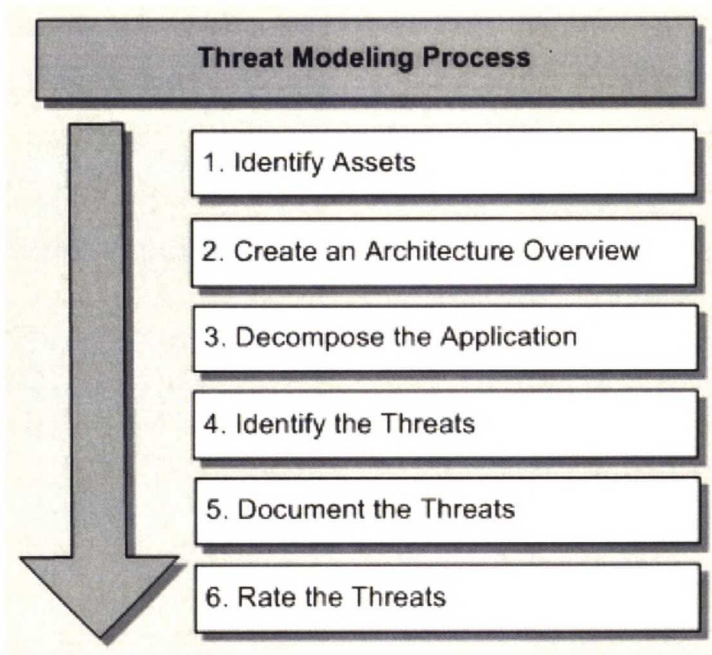 Threat Modeling Process
1. Identify Assets
2. Create an Architecture Overview
3. Decompose the Application
4. Identify the Threats
5. Document the Threats
6. Rate the Threats